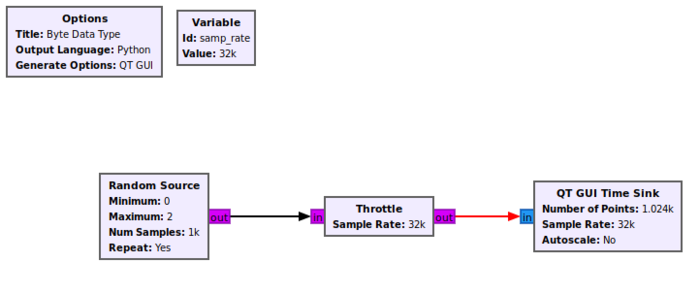 Options
Title: Byte Data Type
Output Language: Python
Generate Options: QT GUI
Variable
Id: samp_rate
Value: 32k
Random Source
Minimum: 0
Maximum: 2
Num Samples: 1k
Repeat: Yes
out
in
Throttle
Sample Rate: 32k
out
in
QT GUI Time Sink
Number of Points: 1.024k
Sample Rate: 32k
Autoscale: No